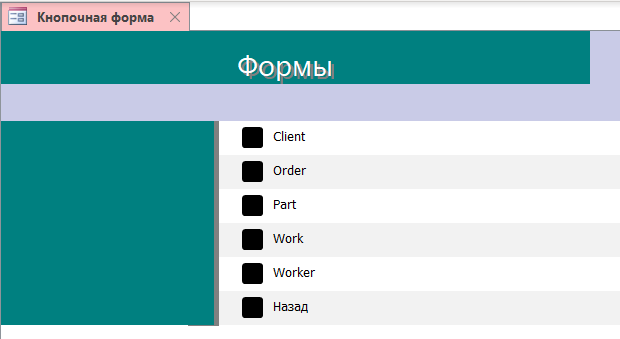 Кнопочная форма
Формы
Client
Order
Part
Work
Worker
Назад